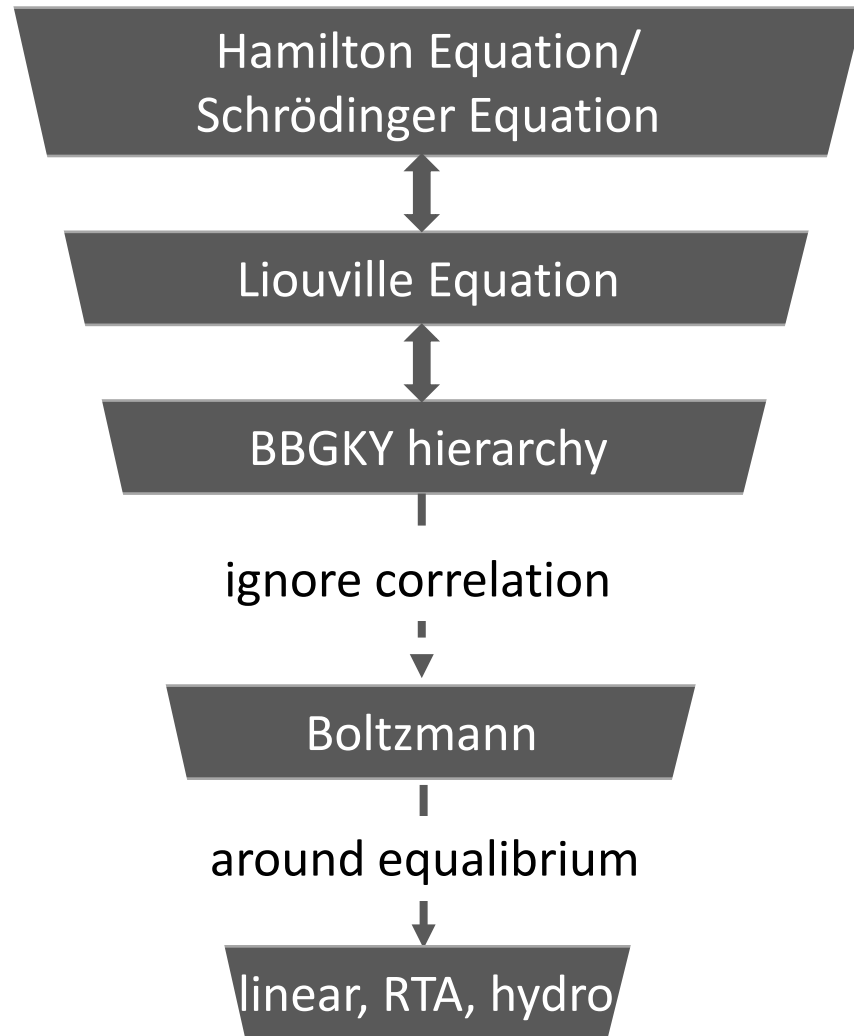 Hamilton Equation/
Schrödinger Equation
Liouville Equation
BBGKY hierarchy
ignore correlation
Boltzmann
around equalibrium
linear, RTA, hydro